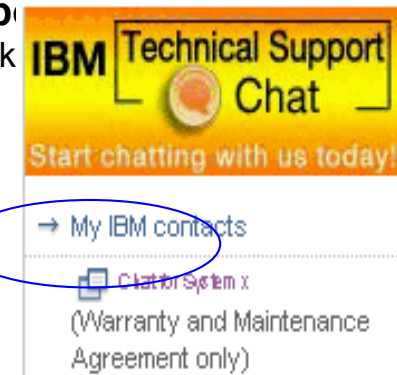 IBM Technical Support
Chat
Start chatting with us today!
→ My IBM contacts
Chat for System x
(Warranty and Maintenance
Agreement only)